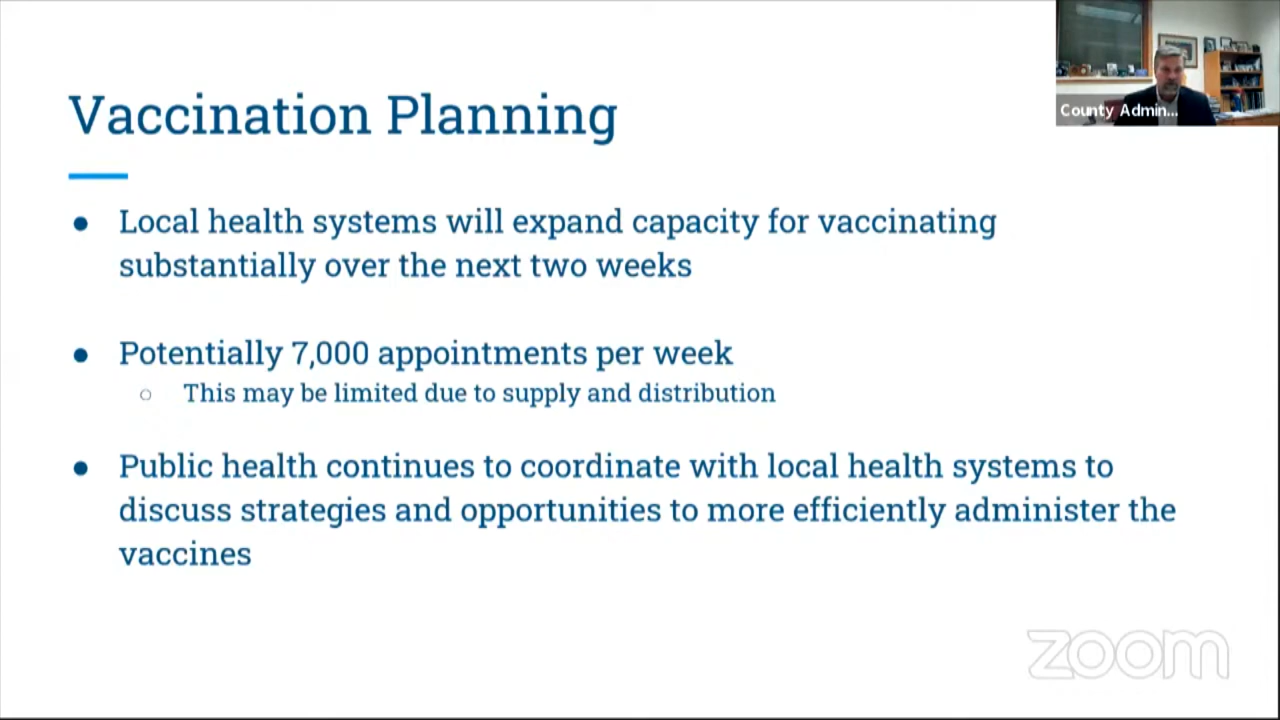 County Admin...
Vaccination Planning
● Local health systems will expand capacity for vaccinating
substantially over the next two weeks
● Potentially 7,000 appointments per week
○ This may be limited due to supply and distribution
● Public health continues to coordinate with local health systems to
discuss strategies and opportunities to more efficiently administer the
vaccines
zoom